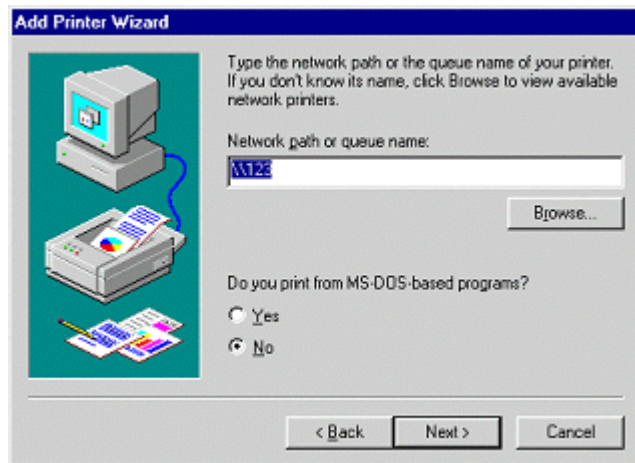 Add Printer Wizard
Type the network path or the queue name of your printer.
If you don't know its name, click Browse to view available
network printers.
Network path or queue name:
\\123
Browse...
Do you print from MS-DOS-based programs?
Yes
No
< Back Next > Cancel